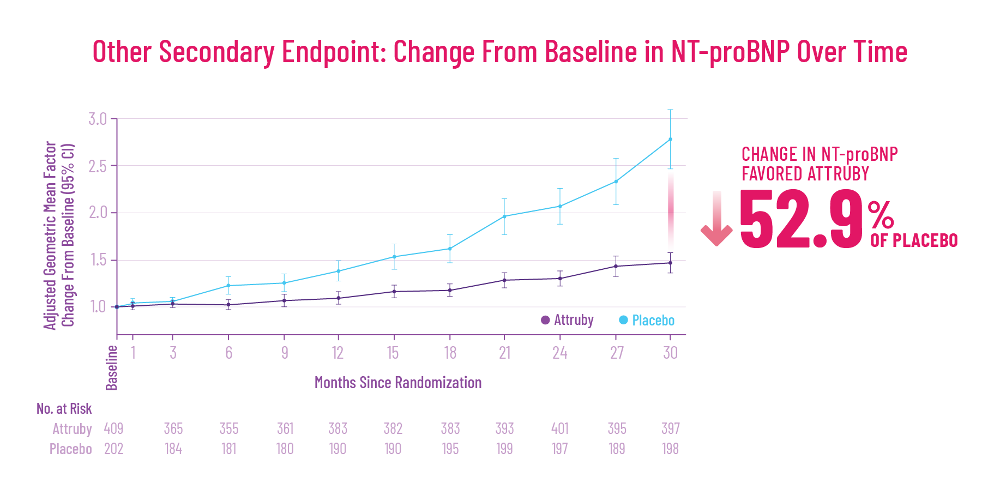 Other Secondary Endpoint: Change From Baseline in NT-proBNP Over Time
Adjusted Geometric Mean Factor
Change From Baseline (95% CI)
3.0
2.5
2.0
1.5
1.0
Attruby
Placebo
Baseline
1
3
6
9
12
15
18
21
24
27
30
Months Since Randomization
CHANGE IN NT-proBNP
FAVORED ATTRUBY
52.9%
OF PLACEBO
No. at Risk
Attruby 409 365 355 361 383 382 383 393 401 395 397
Placebo 202 184 181 180 190 190 195 199 197 189 198